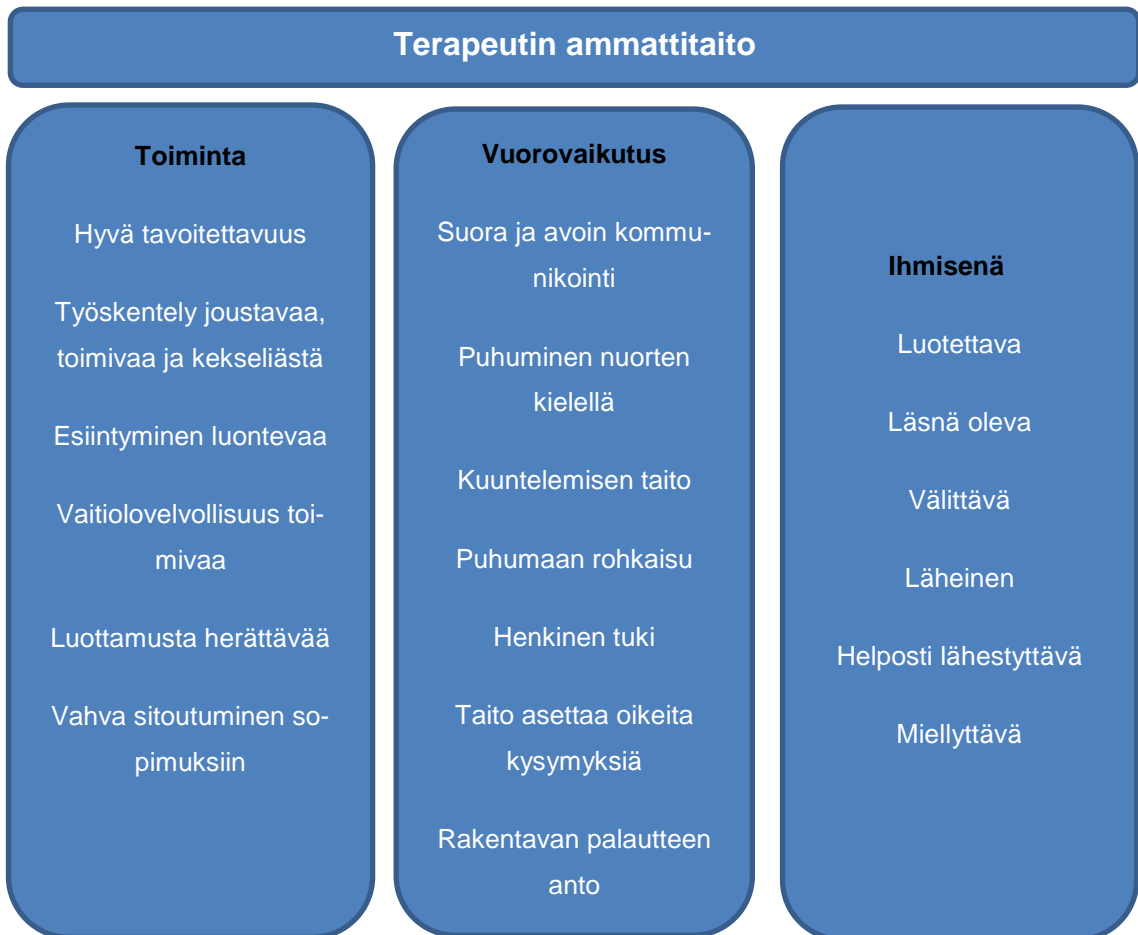 Terapeutin ammattitaito
Toiminta
Hyvä tavoitettavuus
Työskentely joustavaa,
toimivaa ja kekseliästä
Esiintyminen luontevaa
Vaitiolovelvollisuus toi-
mivaa
Luottamusta herättävää
Vahva sitoutuminen so-
pimuksiin
Vuorovaikutus
Suora ja avoin kommu-
nikointi
Puhuminen nuorten
kielellä
Kuuntelemisen taito
Puhumaan rohkaisu
Henkinen tuki
Taito asettaa oikeita
kysymyksiä
Rakentavan palautteen
anto
Ihmisenä
Luotettava
Läsnä oleva
Välittävä
Läheinen
Helposti lähestyttävä
Miellyttävä